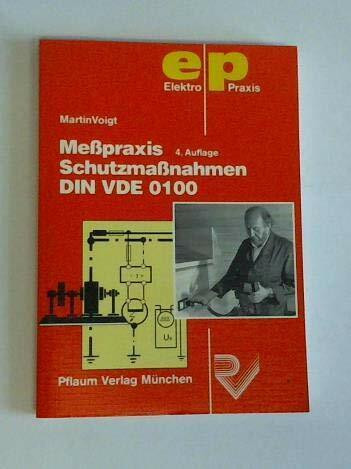 ep
Elektro Praxis
MartinVoigt
Meßpraxis 4. Auflage
Schutzmaßnahmen
DIN VDE 0100
Pflaum Verlag München